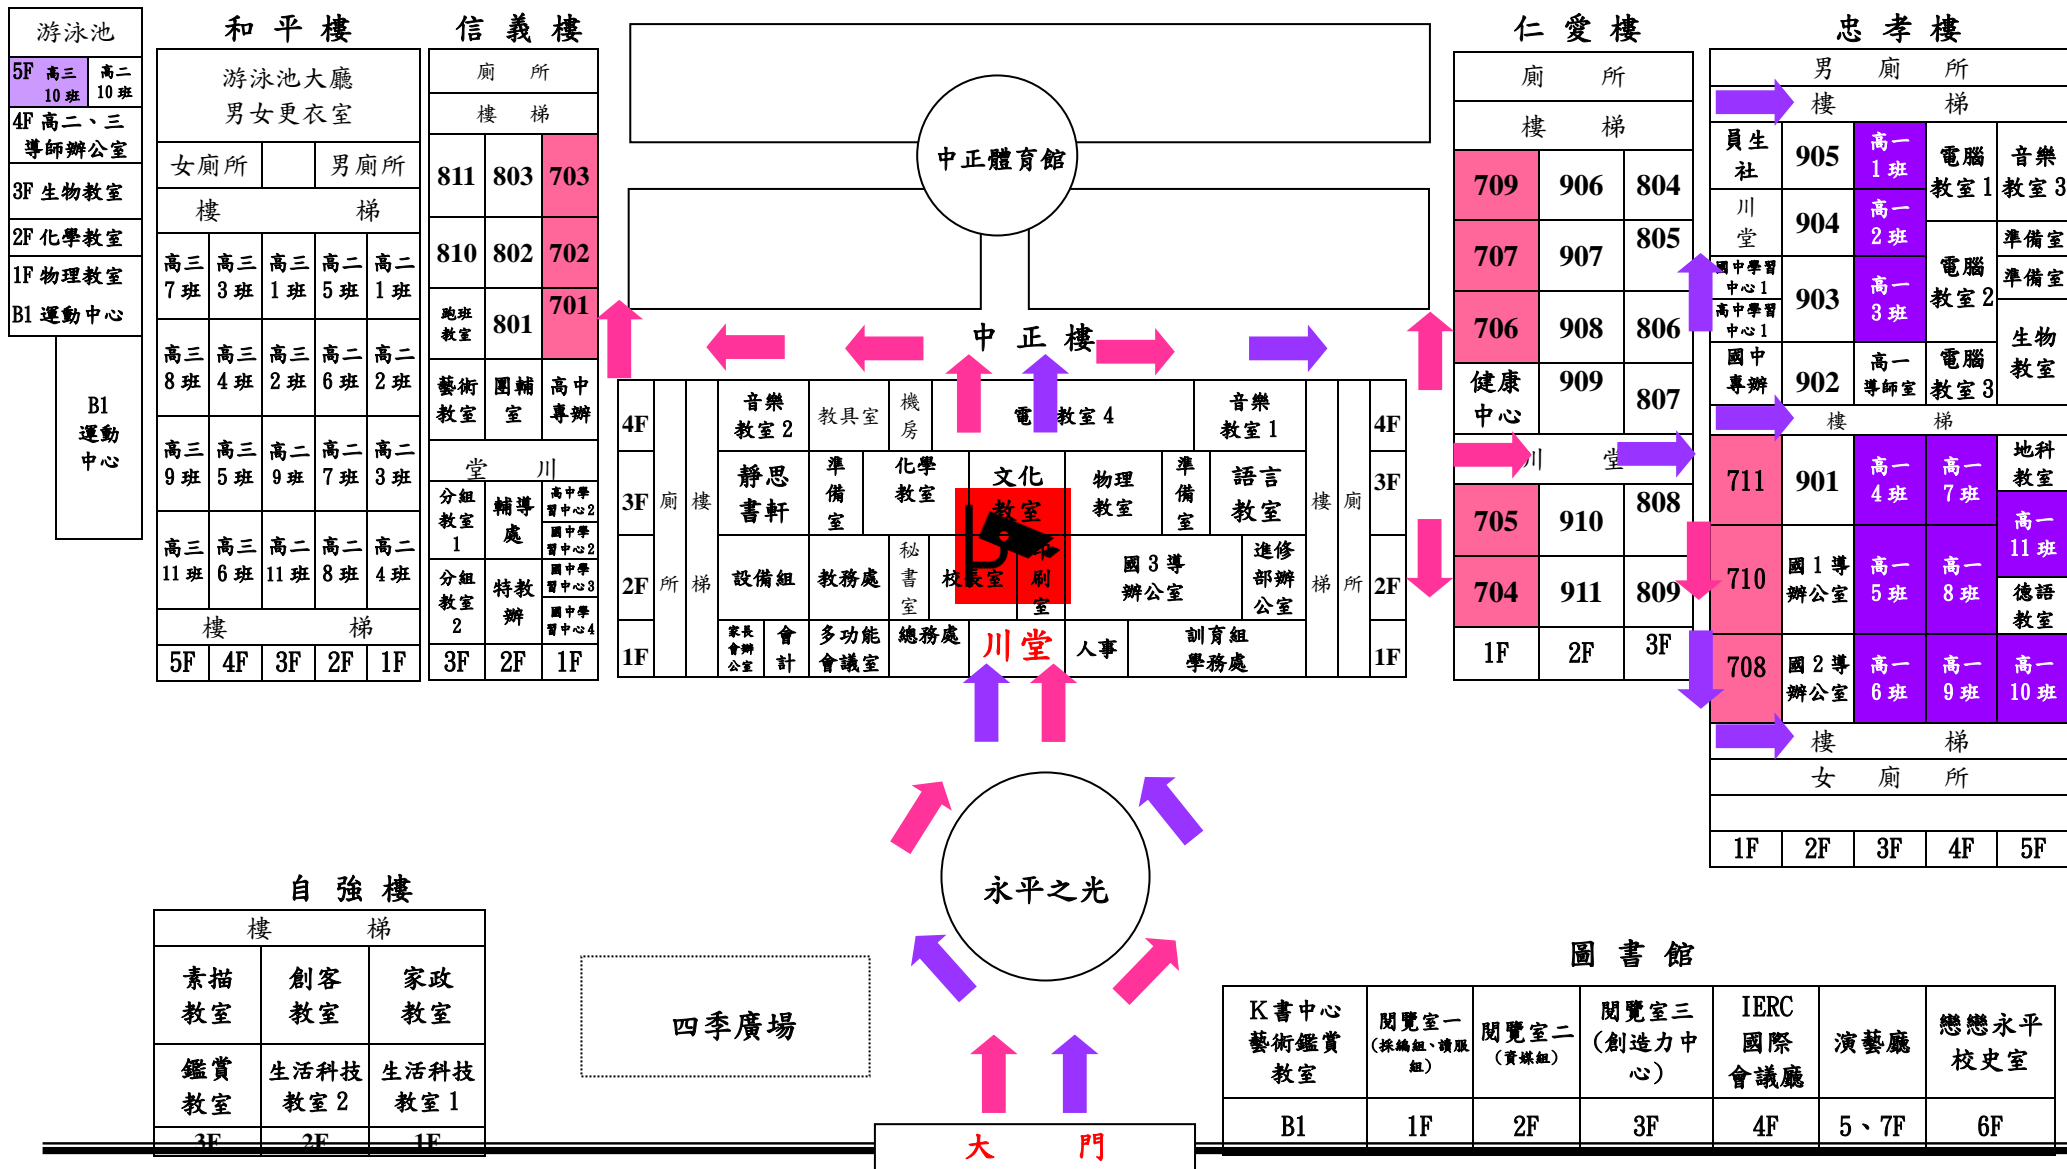 游泳池
5F 高三
10 班
高二
10 班
4F 高二、三
導師辦公室
3F 生物教室
2F 化學教室
1F 物理教室
B1 運動中心
B1
運動
中心
和 平 樓
游泳池大廳
男女更衣室
女廁所
男廁所
樓 梯
高三
7 班
高三
3 班
高三
1 班
高二
5 班
高二
1 班
高三
8 班
高三
4 班
高三
2 班
高二
6 班
高二
2 班
高三
9 班
高三
5 班
高二
9 班
高二
7 班
高二
3 班
高三
11 班
高三
6 班
高二
11 班
高二
8 班
高二
4 班
樓 梯
5F 4F 3F 2F 1F
信 義 樓
廁 所
樓 梯
811 803 703
810 802 702
跑班
教室
801
701
藝術
教室
團輔
室
高中
專辦
堂 川
分組
教室
1
輔導
處
高中學
習中心2
國中學
習中心2
分組
教室
2
特教
辦
國中學
習中心3
國中學
習中心4
3F 2F 1F
中正體育館
中 正 樓
4F
3F
2F
1F
廁
所
樓
梯
音樂
教室 2
教具室
機
房
電 教室 4
音樂
教室 1
靜思
書軒
準
備
室
化學
教室
文化
教室
物理
教室
準
備
室
語言
教室
設備組
教務處
秘
書
室
校長室
印
刷
室
國 3 導
辦公室
進修
部辦
公室
家長
會辦
公室
會
計
多功能
會議室
總務處
川堂
人事
訓育組
學務處
樓
梯
廁
所
4F
3F
2F
1F
仁 愛 樓
廁 所
樓 梯
709 906 804
707 907 805
706 908 806
健康
中心
909
807
川 堂
705 910 808
704 911 809
1F 2F 3F
忠 孝 樓
男 廁 所
樓 梯
員生
社
905
高一
1 班
電腦
教室 1
音樂
教室 3
川
堂
904
高一
2 班
準備室
國中學習
中心 1
高中學習
中心 1
903
高一
3 班
電腦
教室 2
準備室
國中
專辦
902
高一
導師室
電腦
教室 3
生物
教室
樓 梯
711
901
高一
4 班
高一
7 班
地科
教室
高一
11 班
710
國 1 導
辦公室
高一
5 班
高一
8 班
德語
教室
708
國 2 導
辦公室
高一
6 班
高一
9 班
高一
10 班
樓 梯
女 廁 所
1F 2F 3F 4F 5F
永平之光
自 強 樓
樓 梯
素描
教室
創客
教室
家政
教室
鑑賞
教室
生活科技
教室 2
生活科技
教室 1
3F 2F 1F
四季廣場
大 門
圖 書 館
K書中心
藝術鑑賞
教室
閱覽室一
(採編組、讀服
組)
閱覽室二
(資媒組)
閱覽室三
(創造力中
心)
IERC
國際
會議廳
演藝廳
戀戀永平
校史室
B1 1F 2F 3F 4F 5、7F 6F